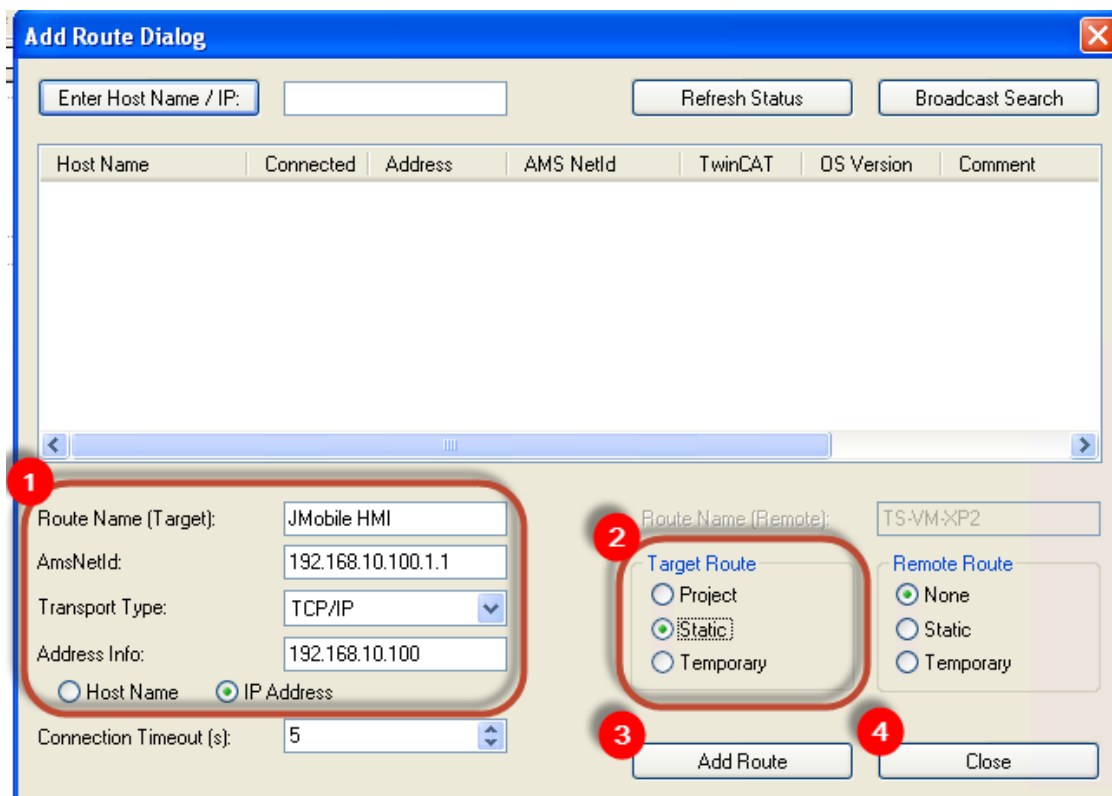 Add Route Dialog
Enter Host Name / IP: Refresh Status Broadcast Search
Host Name Connected Address AMS NetId TwinCAT OS Version Comment
1
Route Name (Target): JMobile HMI
AmsNetId: 192.168.10.100.1.1
Transport Type: TCP/IP
Address Info: 192.168.10.100
Host Name IP Address
Connection Timeout (s): 5
Route Name (Remote): TS-VM-XP2
2
Target Route
Project
Static
Temporary
Remote Route
None
Static
Temporary
3
Add Route
4
Close